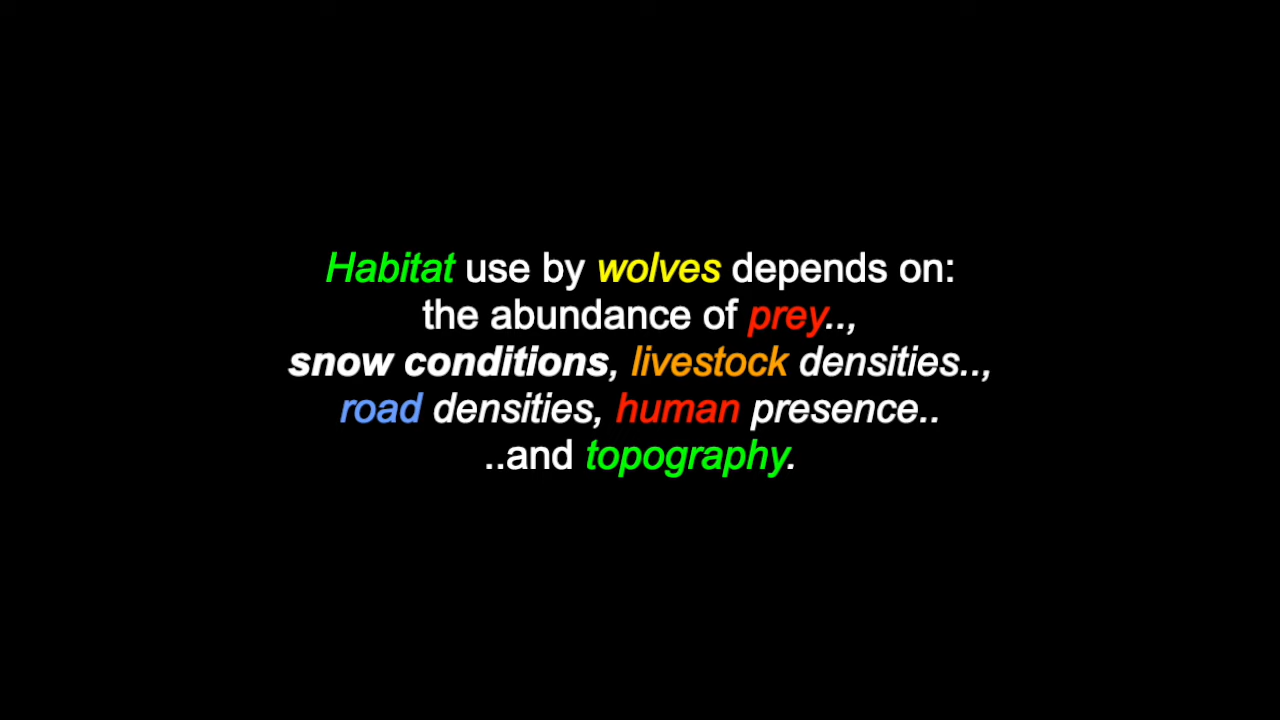 Habitat use by wolves depends on:
the abundance of prey..,
snow conditions, livestock densities..,
road densities, human presence..
..and topography.